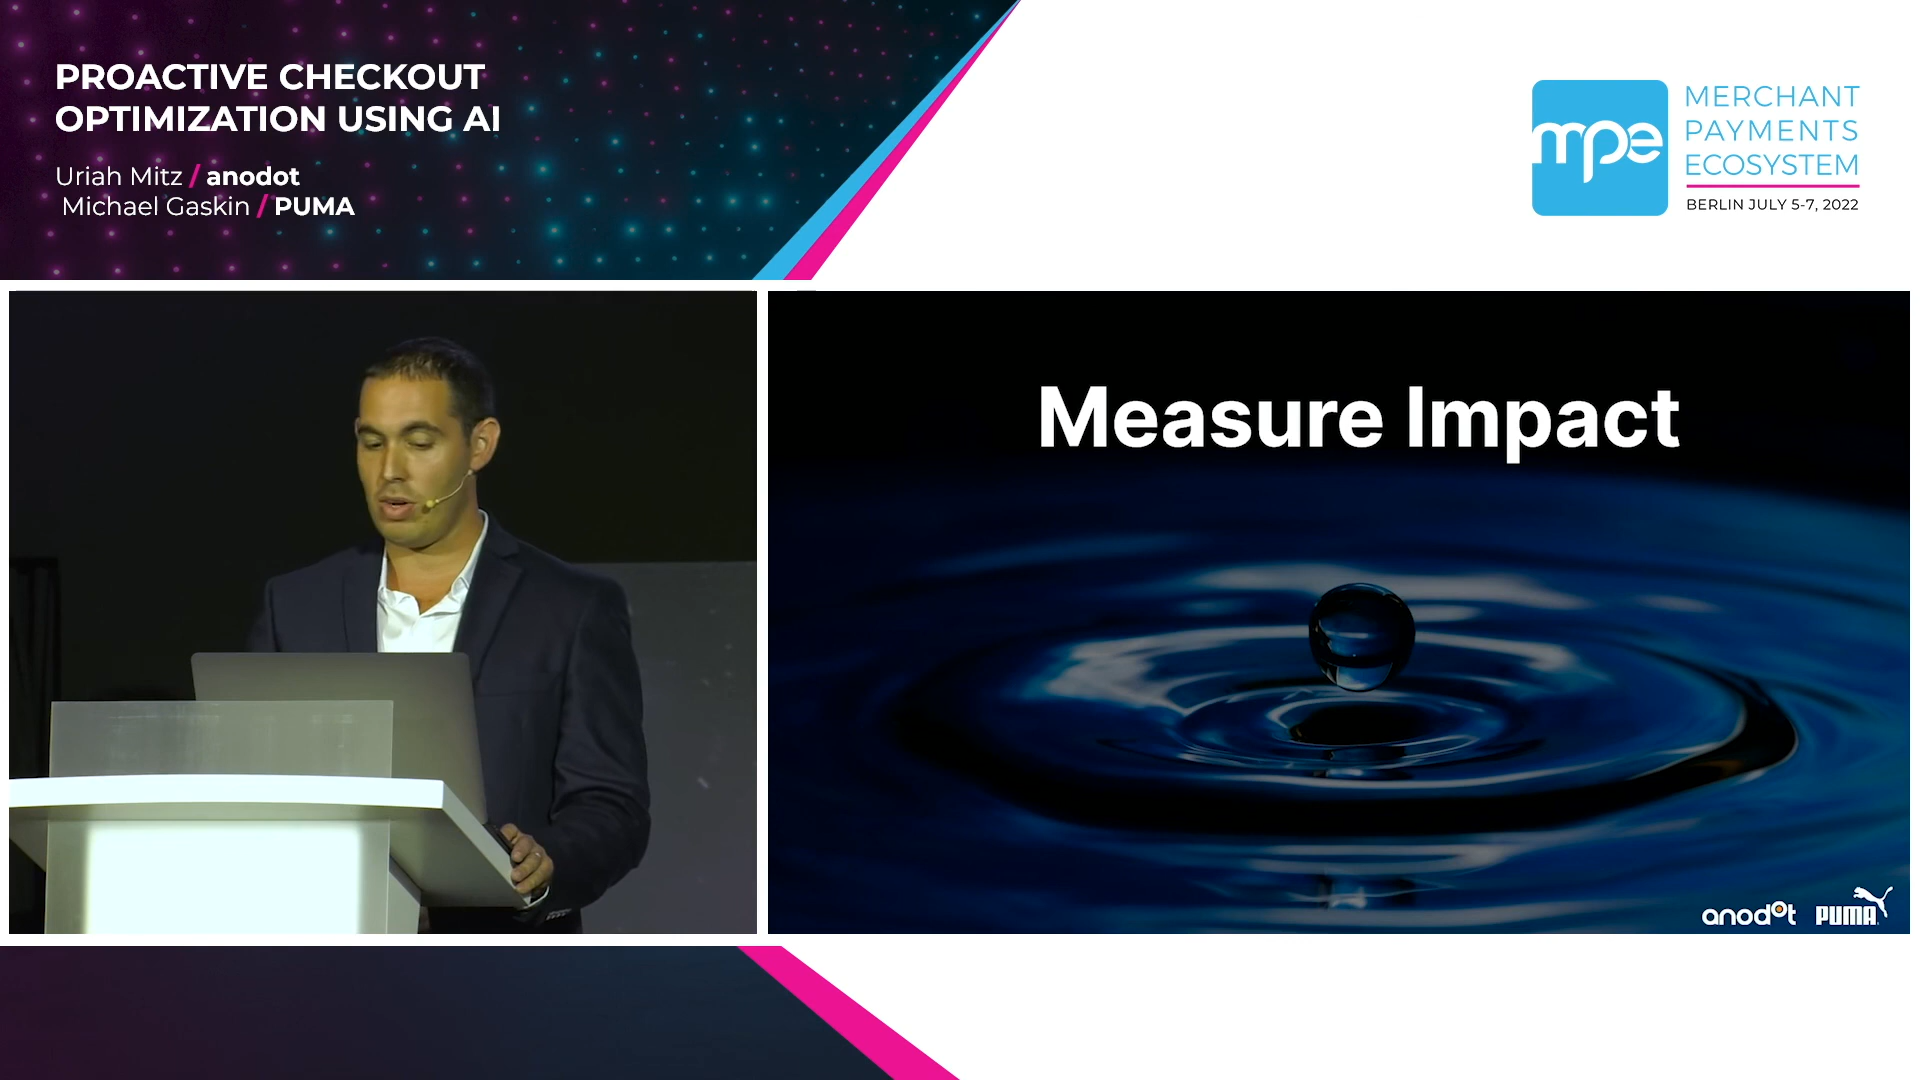 PROACTIVE CHECKOUT
OPTIMIZATION USING AI
Uriah Mitz / anodot
Michael Gaskin / PUMA
mpe
MERCHANT
PAYMENTS
ECOSYSTEM
BERLIN JULY 5-7, 2022
Measure Impact
anodot PUMA